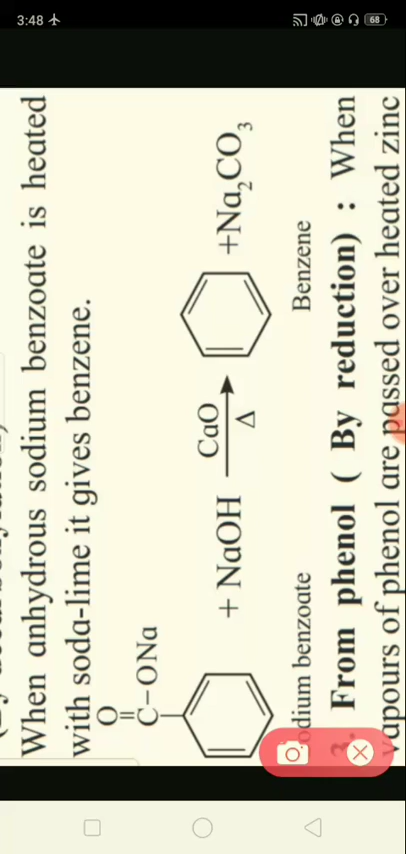 3:48
68
When anhydrous sodium benzoate is heated
with soda-lime it gives benzene.
O
C–ONa
+ NaOH
CaO
Δ
+Na₂CO₃
odium benzoate
Benzene
From phenol ( By reduction) : When
vapours of phenol are passed over heated zinc